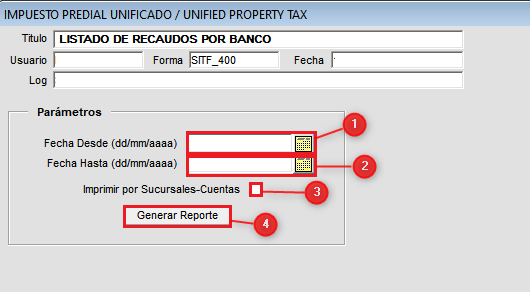 IMPUESTO PREDIAL UNIFICADO / UNIFIED PROPERTY TAX
Titulo LISTADO DE RECAUDOS POR BANCO
Usuario Forma SITF_400 Fecha
Log
Parámetros
Fecha Desde (dd/mm/aaaa) 1
Fecha Hasta (dd/mm/aaaa) 2
Imprimir por Sucursales-Cuentas 3
Generar Reporte 4